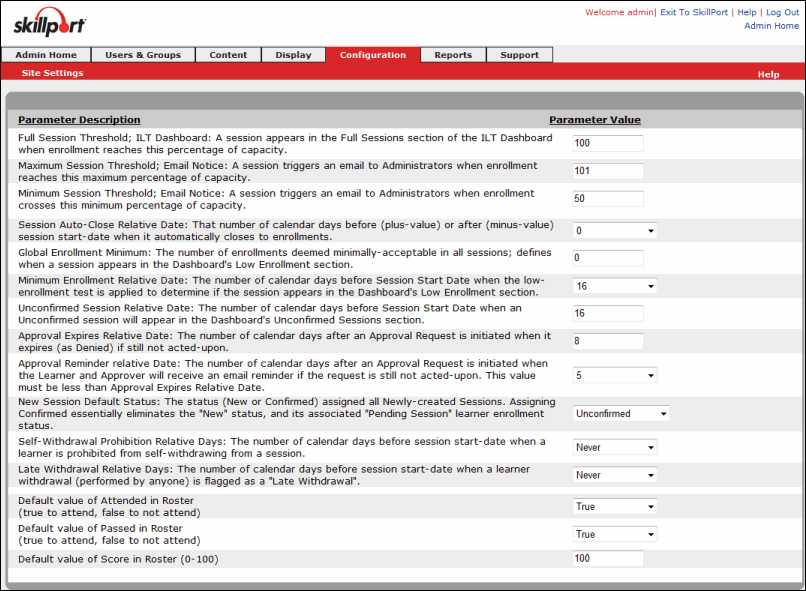 skillport
Welcome admin| Exit To SkillPort | Help | Log Out
Admin Home
Admin Home Users & Groups Content Display Configuration Reports Support
Site Settings Help
Parameter Description Parameter Value
Full Session Threshold; ILT Dashboard: A session appears in the Full Sessions section of the ILT Dashboard
when enrollment reaches this percentage of capacity.
100
Maximum Session Threshold; Email Notice: A session triggers an email to Administrators when enrollment
reaches this maximum percentage of capacity.
101
Minimum Session Threshold; Email Notice: A session triggers an email to Administrators when enrollment
crosses this minimum percentage of capacity.
50
Session Auto-Close Relative Date: That number of calendar days before (plus-value) or after (minus-value)
session start-date when it automatically closes to enrollments.
0
Global Enrollment Minimum: The number of enrollments deemed minimally-acceptable in all sessions; defines
when a session appears in the Dashboard's Low Enrollment section.
0
Minimum Enrollment Relative Date: The number of calendar days before Session Start Date when the low-
enrollment test is applied to determine if the session appears in the Dashboard's Low Enrollment section.
16
Unconfirmed Session Relative Date: The number of calendar days before Session Start Date when an
Unconfirmed session will appear in the Dashboard's Unconfirmed Sessions section.
16
Approval Expires Relative Date: The number of calendar days after an Approval Request is initiated when it
expires (as Denied) if still not acted-upon.
8
Approval Reminder relative Date: The number of calendar days after an Approval Request is initiated when
the Learner and Approver will receive an email reminder if the request is still not acted-upon. This value
must be less than Approval Expires Relative Date.
5
New Session Default Status: The status (New or Confirmed) assigned all Newly-created Sessions. Assigning
Confirmed essentially eliminates the "New" status, and its associated "Pending Session" learner enrollment
status.
Unconfirmed
Self-Withdrawal Prohibition Relative Days: The number of calendar days before session start-date when a
learner is prohibited from self-withdrawing from a session.
Never
Late Withdrawal Relative Days: The number of calendar days before session start-date when a learner
withdrawal (performed by anyone) is flagged as a "Late Withdrawal".
Never
Default value of Attended in Roster
(true to attend, false to not attend)
True
Default value of Passed in Roster
(true to attend, false to not attend)
True
Default value of Score in Roster (0-100)
100